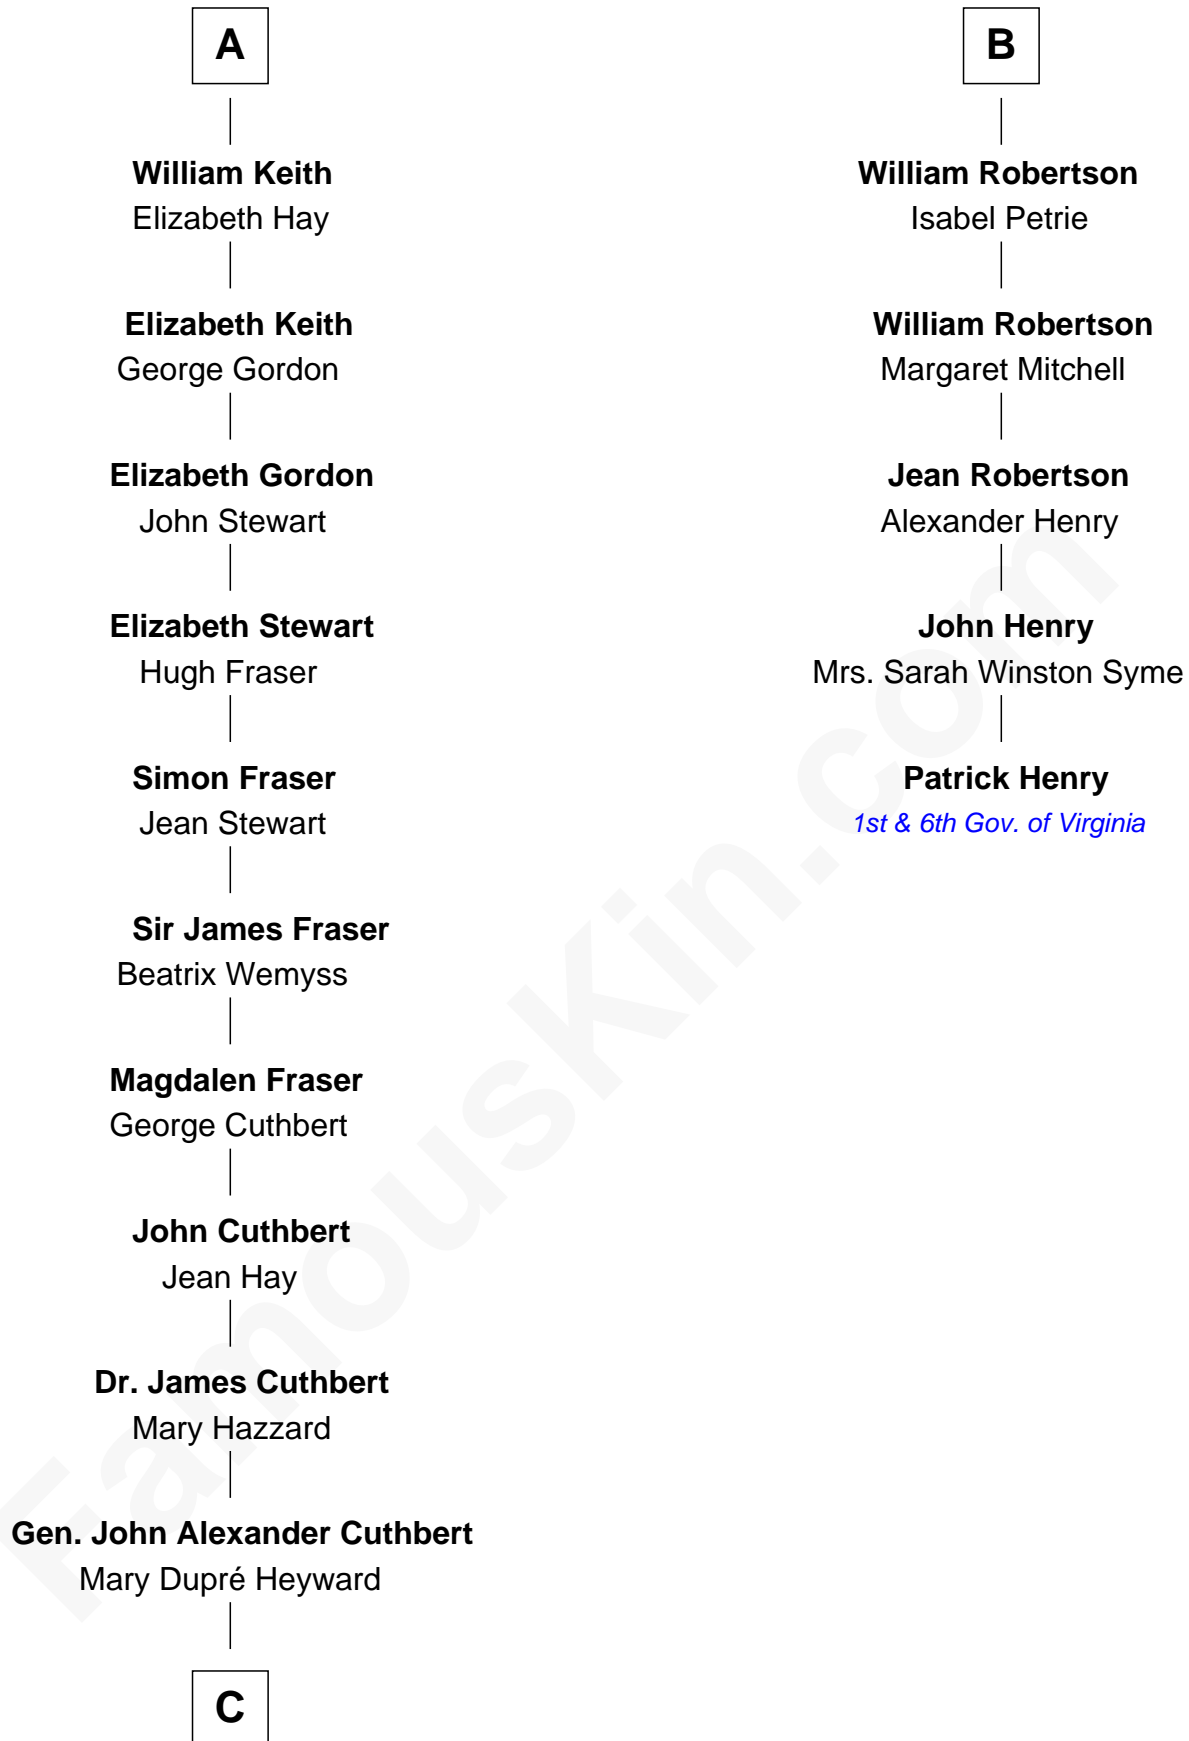 A
William Keith
Elizabeth Hay
Elizabeth Keith
George Gordon
Elizabeth Gordon
John Stewart
Elizabeth Stewart
Hugh Fraser
Simon Fraser
Jean Stewart
Sir James Fraser
Beatrix Wemyss
Magdalen Fraser
George Cuthbert
John Cuthbert
Jean Hay
Dr. James Cuthbert
Mary Hazzard
Gen. John Alexander Cuthbert
Mary Dupré Heyward
C
B
William Robertson
Isabel Petrie
William Robertson
Margaret Mitchell
Jean Robertson
Alexander Henry
John Henry
Mrs. Sarah Winston Syme
Patrick Henry
1st & 6th Gov. of Virginia
FamousKin.com